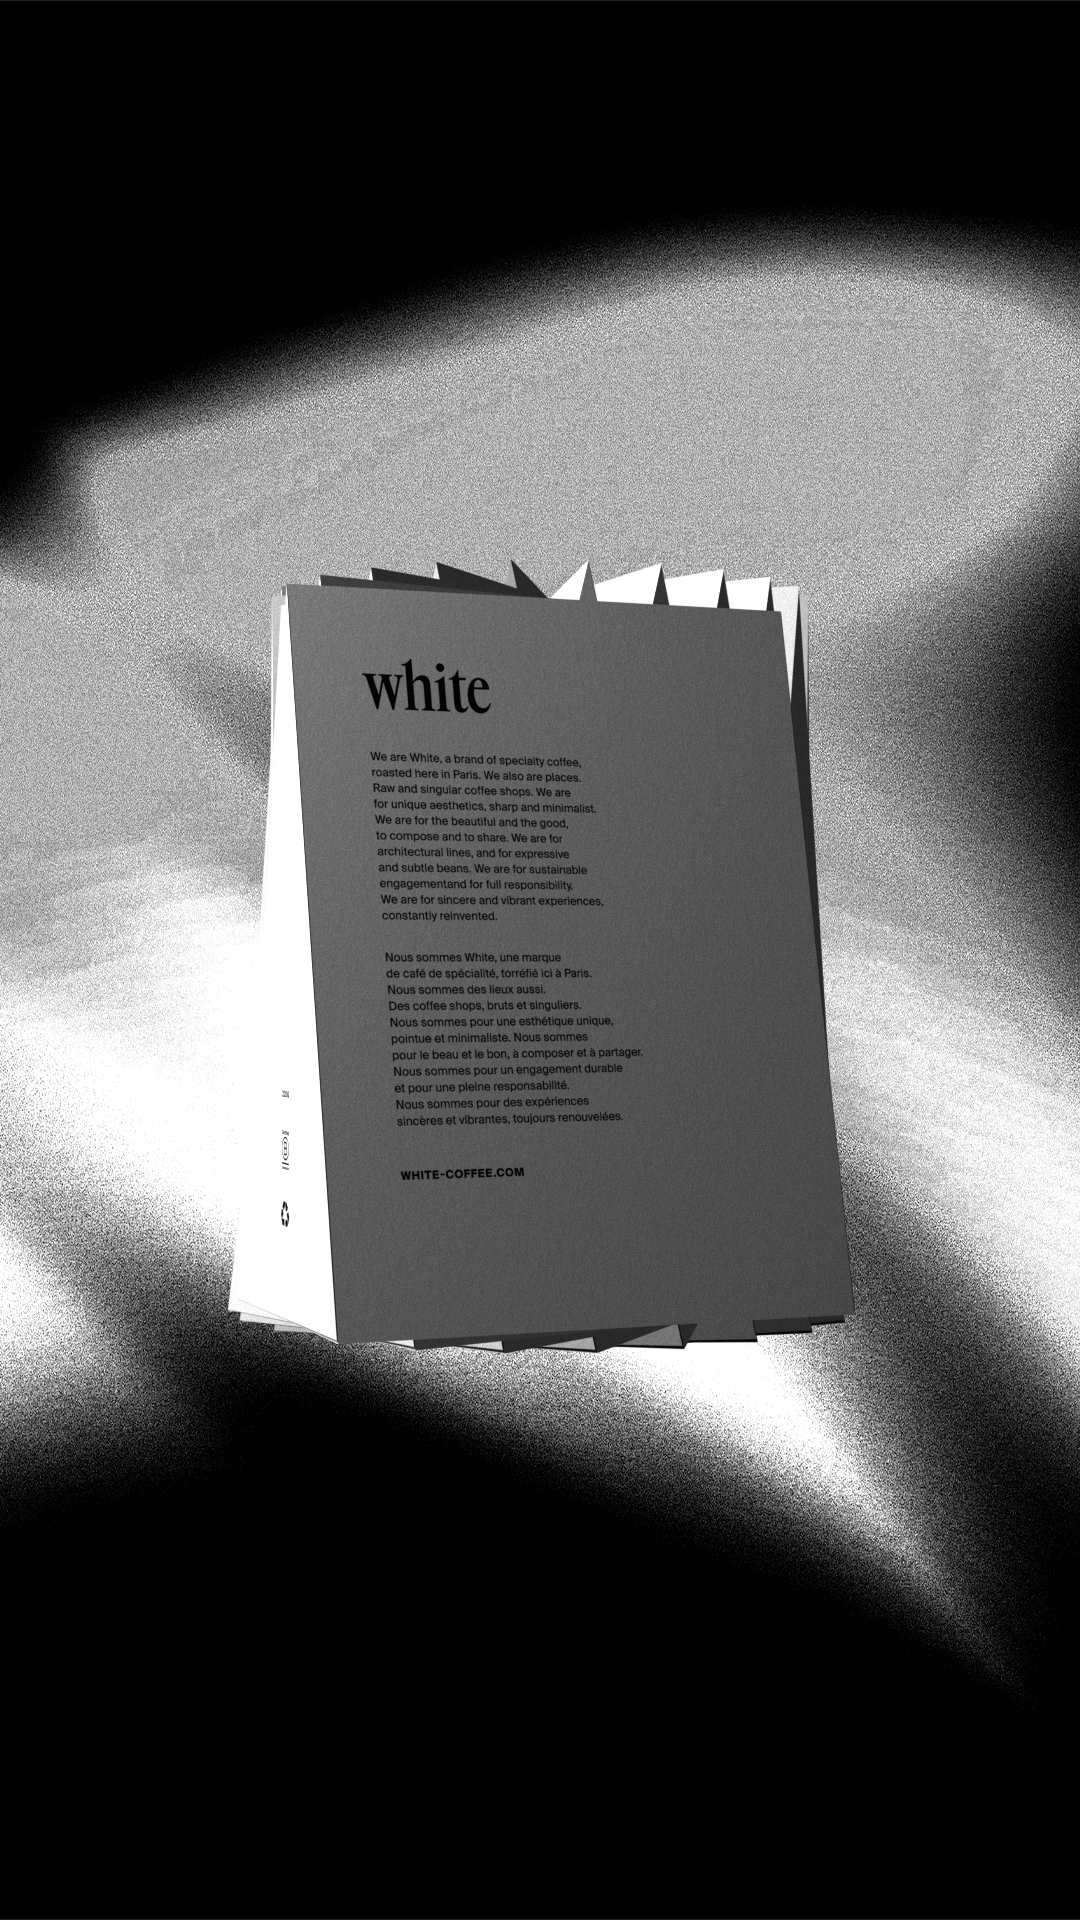 white
We are White, a brand of specialty coffee,
roasted here in Paris. We also are places.
Raw and singular coffee shops. We are
for unique aesthetics, sharp and minimalist.
We are for the beautiful and the good,
to compose and to share. We are for
architectural lines, and for expressive
and subtle beans. We are for sustainable
engagementand for full responsibility.
We are for sincere and vibrant experiences,
constantly reinvented.
Nous sommes White, une marque
de café de spécialité, torréfié ici à Paris.
Nous sommes des lieux aussi.
Des coffee shops, bruts et singuliers.
Nous sommes pour une esthétique unique,
pointue et minimaliste. Nous sommes
pour le beau et le bon, à composer et à partager.
Nous sommes pour un engagement durable
et pour une pleine responsabilité.
Nous sommes pour des expériences
sincères et vibrantes, toujours renouvelées.
WHITE-COFFEE.COM